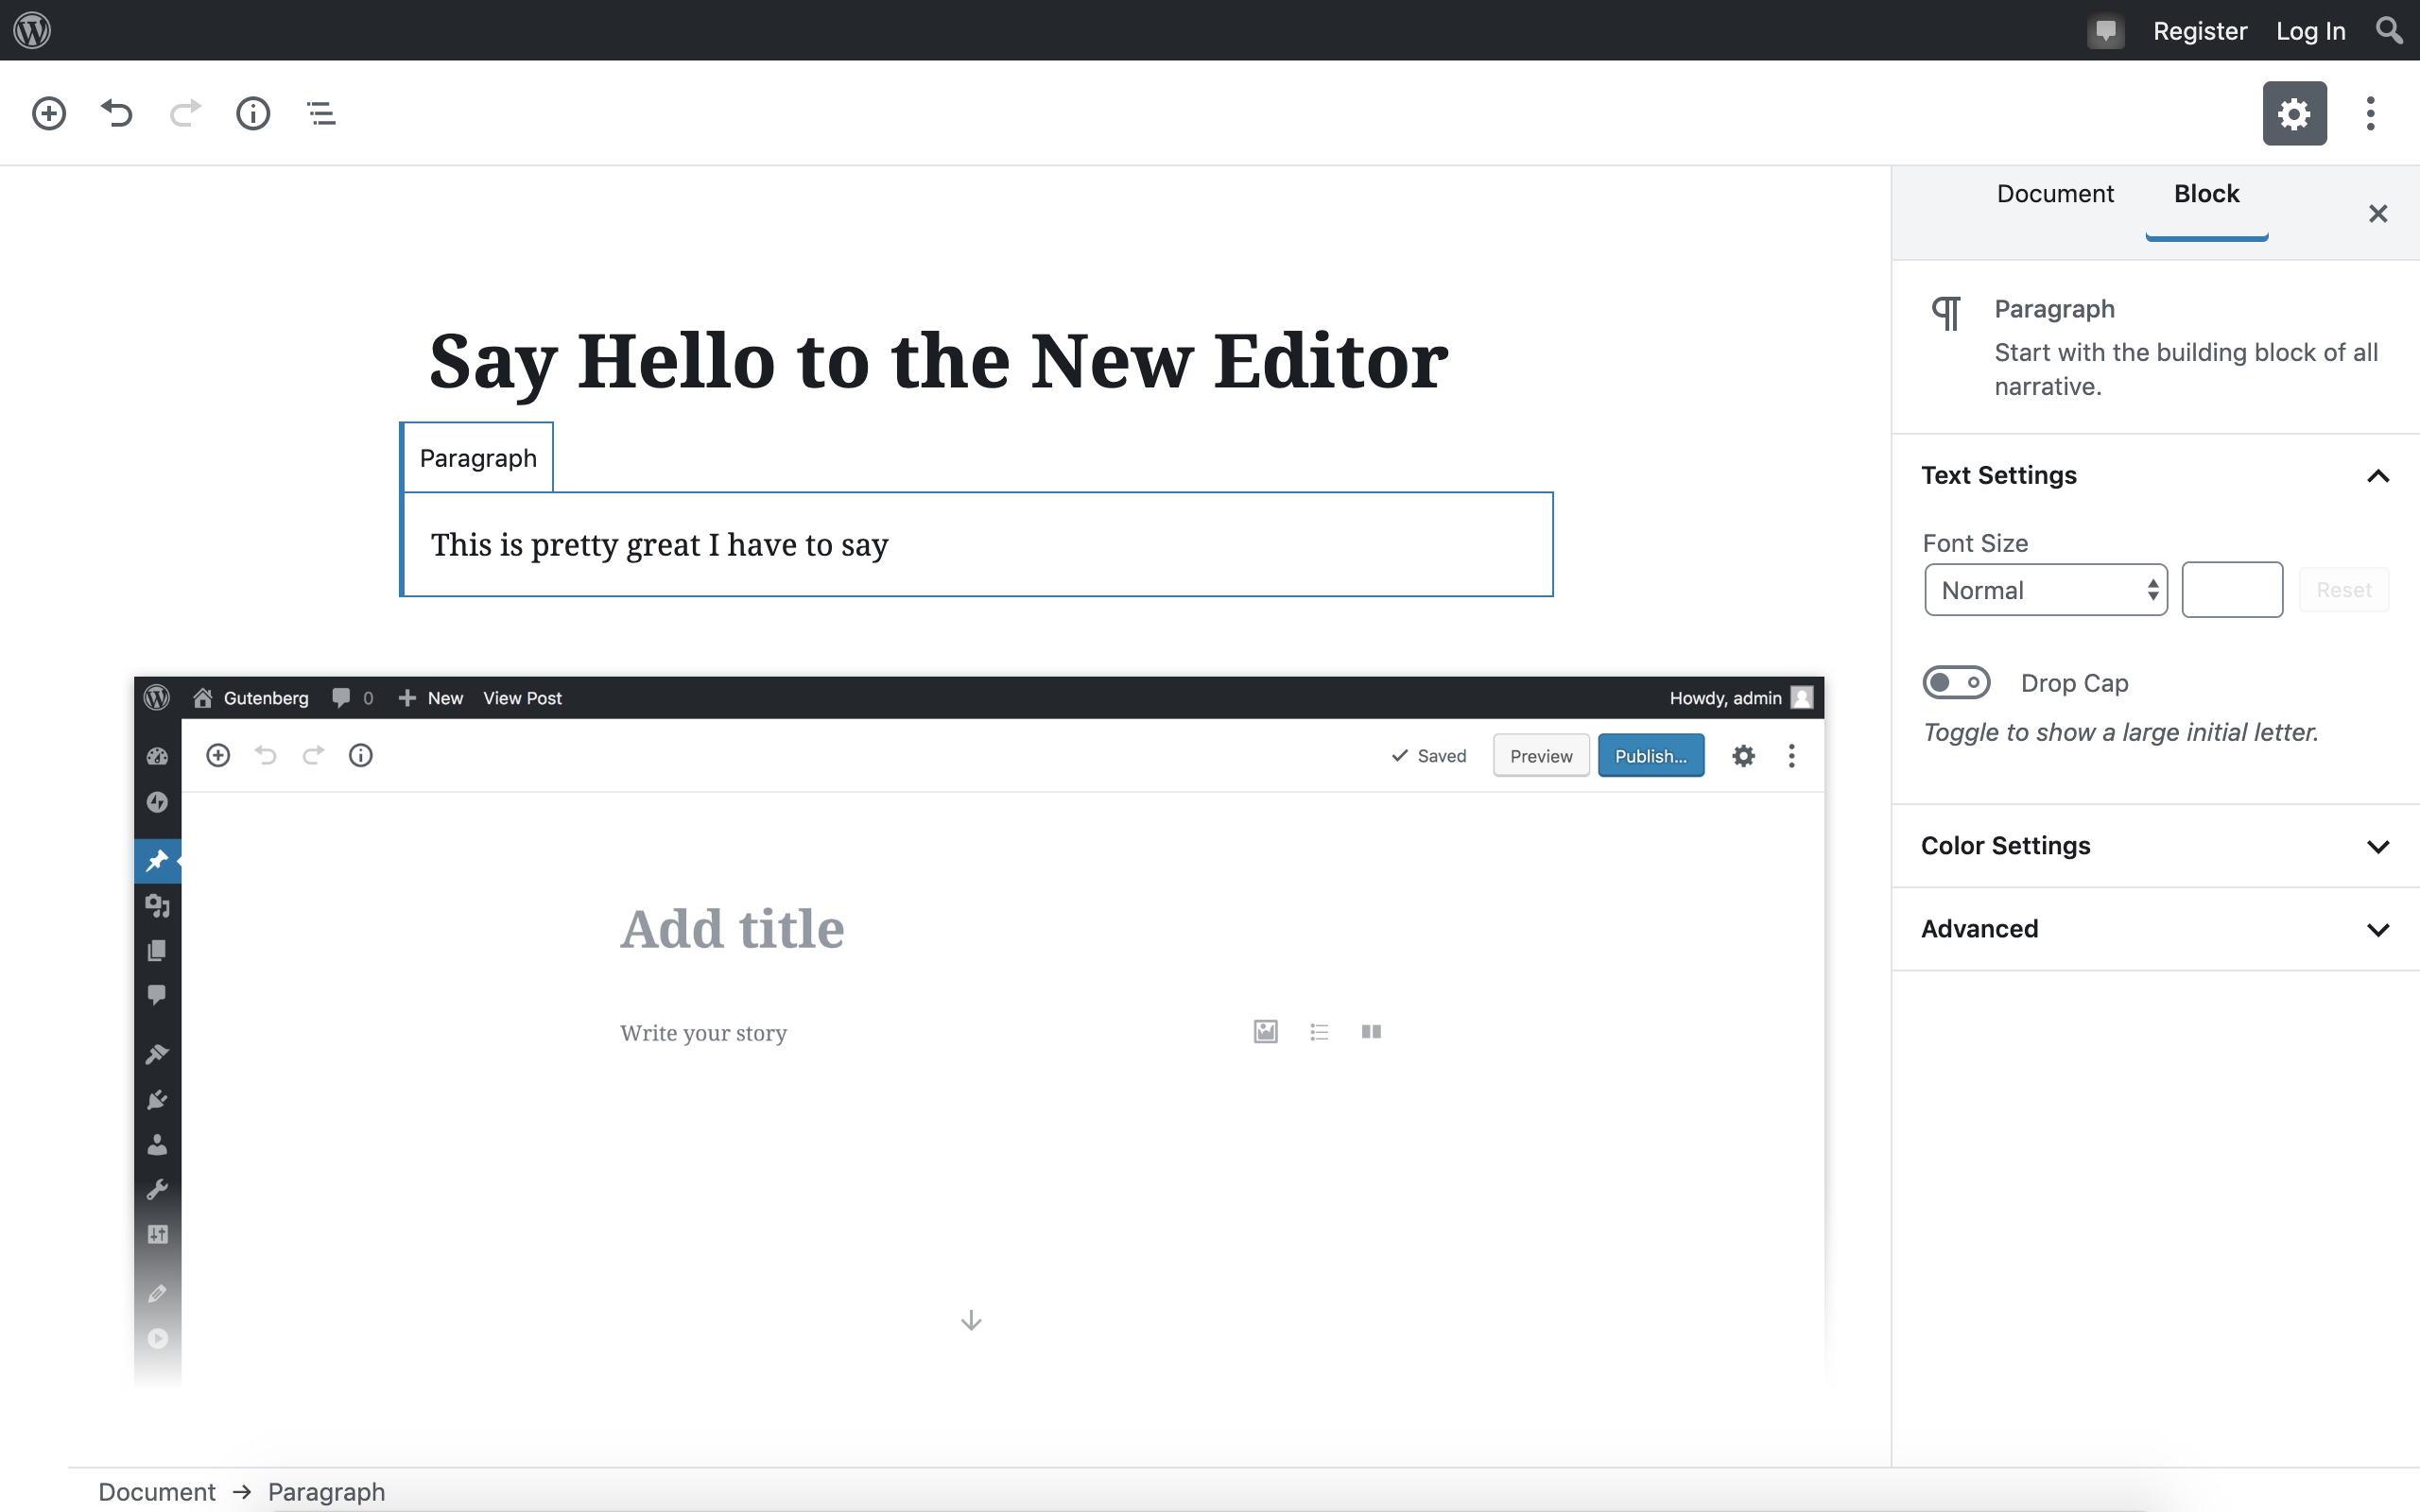 Register Log In
Document Block
Say Hello to the New Editor
Paragraph
This is pretty great I have to say
Paragraph
Start with the building block of all
narrative.
Text Settings
Font Size
Normal Reset
Drop Cap
Toggle to show a large initial letter.
Color Settings
Advanced
Gutenberg 0 New View Post Howdy, admin
Saved Preview Publish...
Add title
Write your story
Document → Paragraph